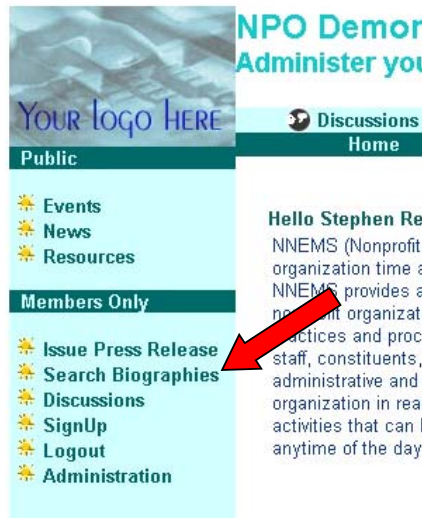 NPO Demor
Administer you
YOUR logo HERE
Discussions
Home
Public
Events
News
Resources
Members Only
Issue Press Release
Search Biographies
Discussions
SignUp
Logout
Administration
Hello Stephen Re
NNEMS (Nonprofit
organization time a
NNEMS provides a
organizat
and proc
staff, constituents,
administrative and
organization in rea
activities that can
anytime of the day